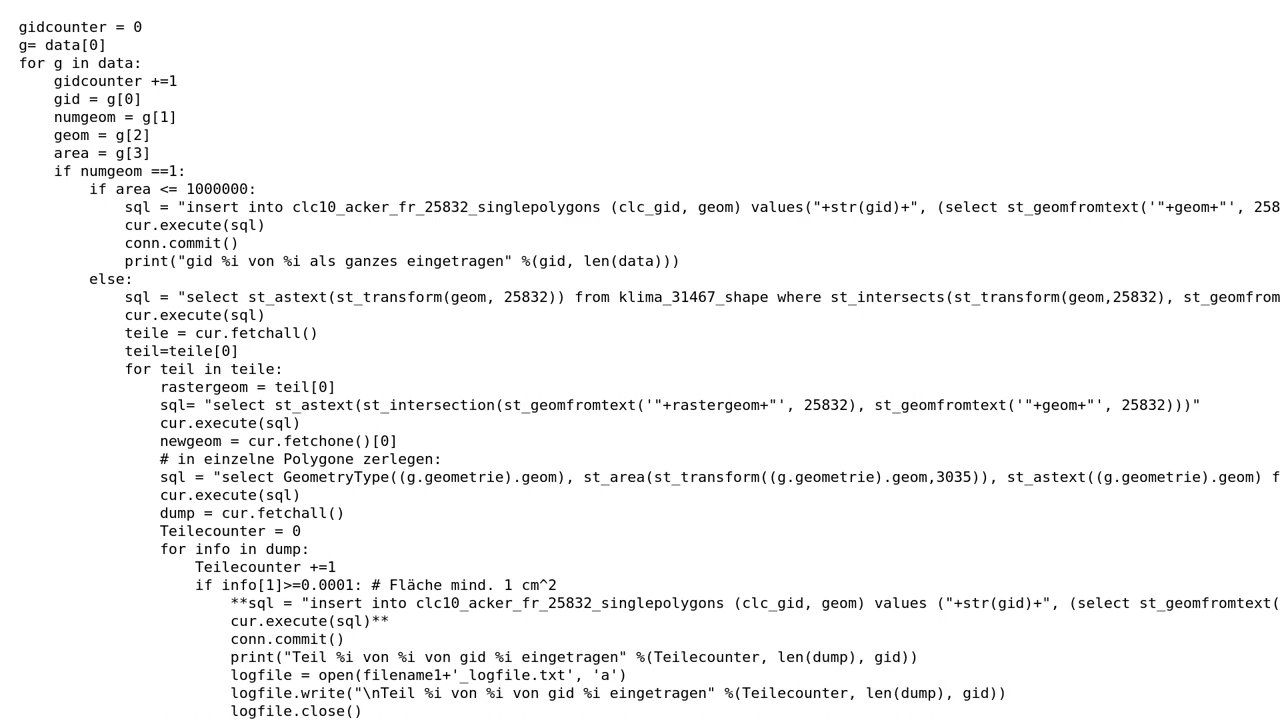 gidcounter = 0
g= data[0]
for g in data:
    gidcounter +=1
    gid = g[0]
    numgeom = g[1]
    geom = g[2]
    area = g[3]
    if numgeom ==1:
        if area <= 1000000:
            sql = "insert into clc10_acker_fr_25832_singlepolygons (clc_gid, geom) values("+str(gid)+", (select st_geomfromtext('"+geom+"', 258
            cur.execute(sql)
            conn.commit()
            print("gid %i von %i als ganzes eingetragen" %(gid, len(data)))
        else:
            sql = "select st_astext(st_transform(geom, 25832)) from klima_31467_shape where st_intersects(st_transform(geom,25832), st_geomfrom
            cur.execute(sql)
            teile = cur.fetchall()
            teil=teile[0]
            for teil in teile:
                rastergeom = teil[0]
                sql= "select st_astext(st_intersection(st_geomfromtext('"+rastergeom+"', 25832), st_geomfromtext('"+geom+"', 25832)))"
                cur.execute(sql)
                newgeom = cur.fetchone()[0]
                # in einzelne Polygone zerlegen:
                sql = "select GeometryType((g.geometrie).geom), st_area(st_transform((g.geometrie).geom,3035)), st_astext((g.geometrie).geom) f
                cur.execute(sql)
                dump = cur.fetchall()
                Teilecounter = 0
                for info in dump:
                    Teilecounter +=1
                    if info[1]>=0.0001: # Fläche mind. 1 cm^2
                        **sql = "insert into clc10_acker_fr_25832_singlepolygons (clc_gid, geom) values ("+str(gid)+", (select st_geomfromtext(
                        cur.execute(sql)**
                        conn.commit()
                        print("Teil %i von %i von gid %i eingetragen" %(Teilecounter, len(dump), gid))
                        logfile = open(filename1+'_logfile.txt', 'a')
                        logfile.write("\nTeil %i von %i von gid %i eingetragen" %(Teilecounter, len(dump), gid))
                        logfile.close()